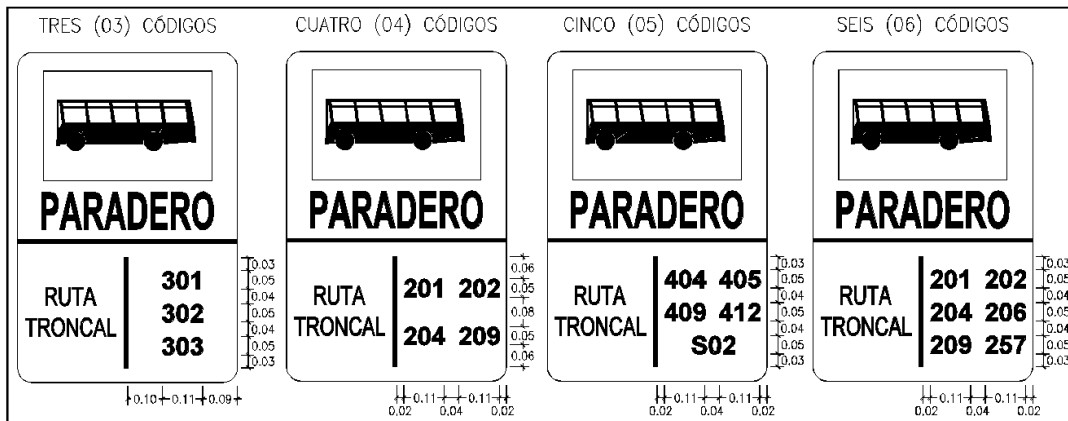 TRES (03) CÓDIGOS
PARADERO
RUTA
TRONCAL
301
302
303
0.03
0.05
0.04
0.05
0.04
0.05
0.03
0.10 0.11 0.09
CUATRO (04) CÓDIGOS
PARADERO
RUTA
TRONCAL
201 202
204 209
0.06
0.05
0.08
0.05
0.06
0.11 0.11
0.02 0.04 0.02
CINCO (05) CÓDIGOS
PARADERO
RUTA
TRONCAL
404 405
409 412
S02
0.03
0.05
0.04
0.05
0.04
0.05
0.03
0.11 0.11
0.02 0.04 0.02
SEIS (06) CÓDIGOS
PARADERO
RUTA
TRONCAL
201 202
204 206
209 257
0.03
0.05
0.04
0.05
0.04
0.05
0.03
0.11 0.11
0.02 0.04 0.02